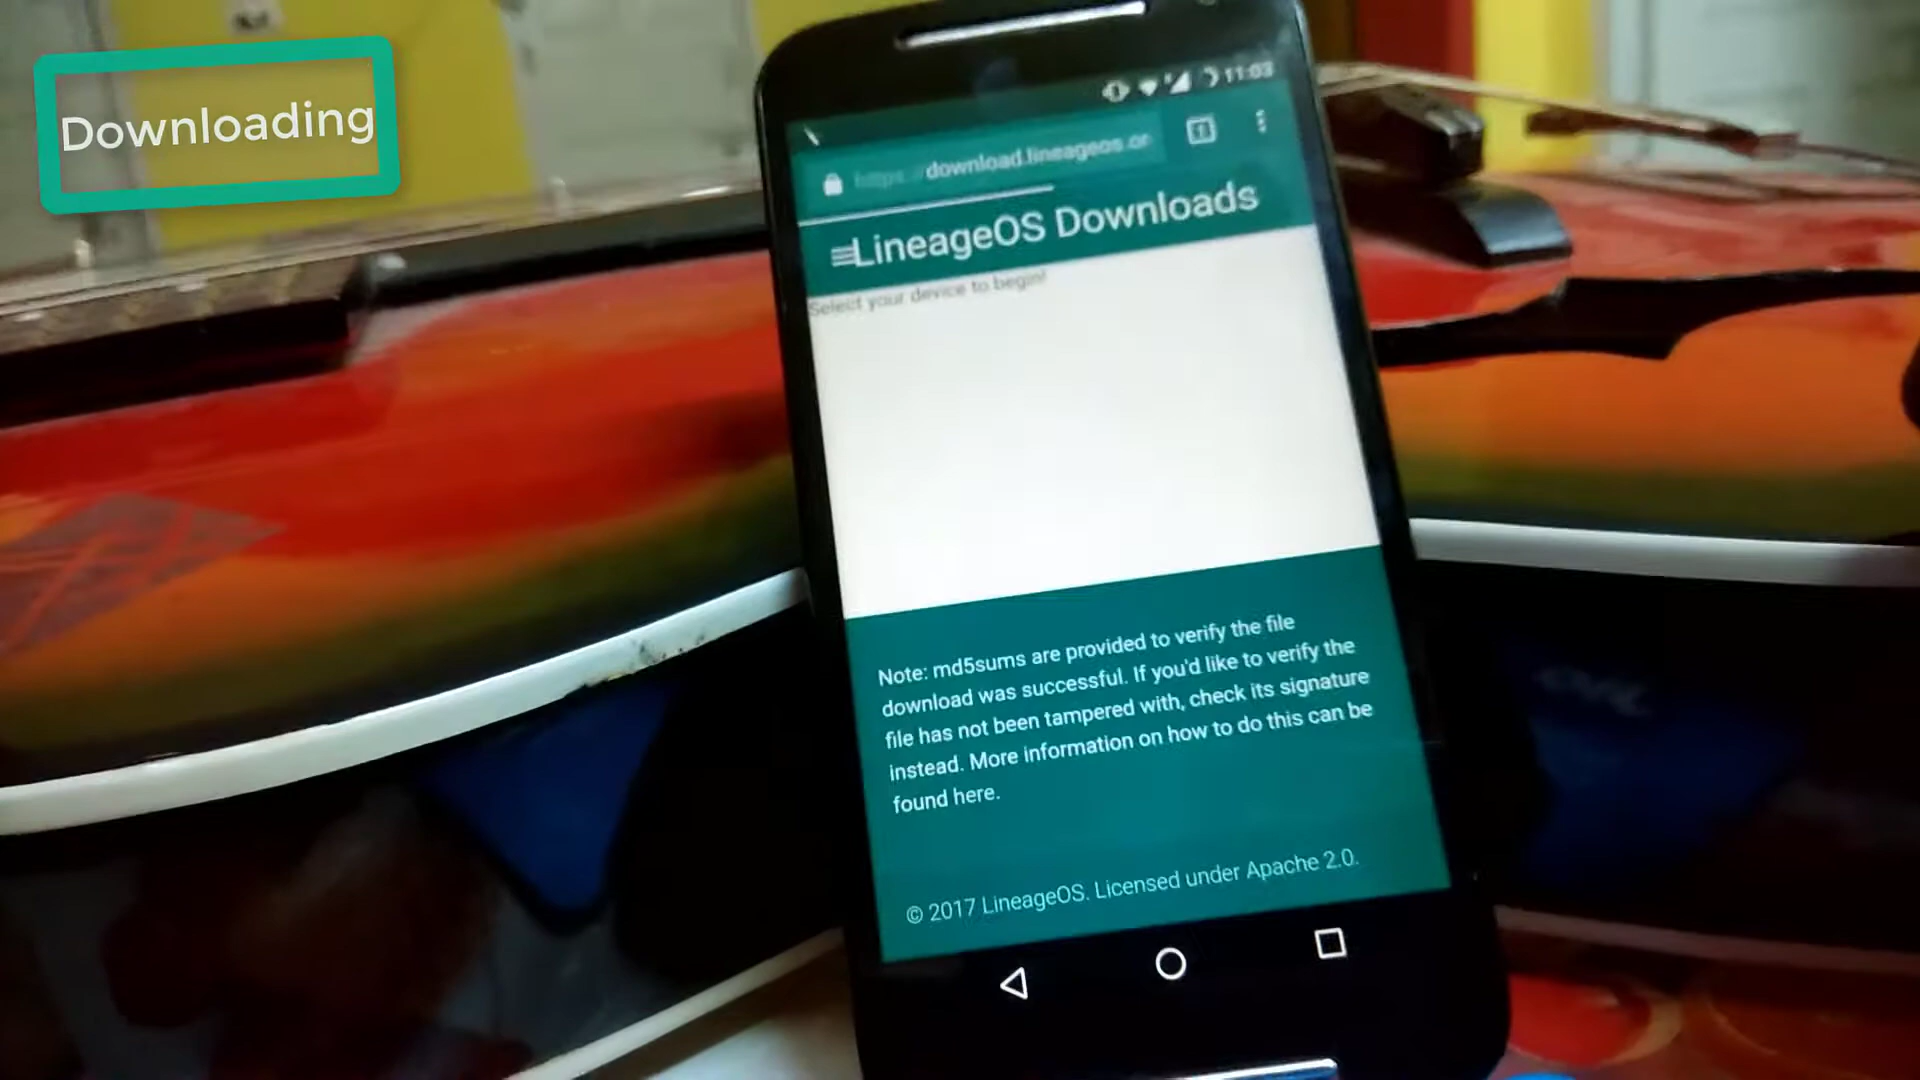 Downloading
11:03
https://download.lineageos.or
1
LineageOS Downloads
Select your device to begin!
Note: md5sums are provided to verify the file
download was successful. If you'd like to verify the
file has not been tampered with, check its signature
instead. More information on how to do this can be
found here.
© 2017 LineageOS. Licensed under Apache 2.0.